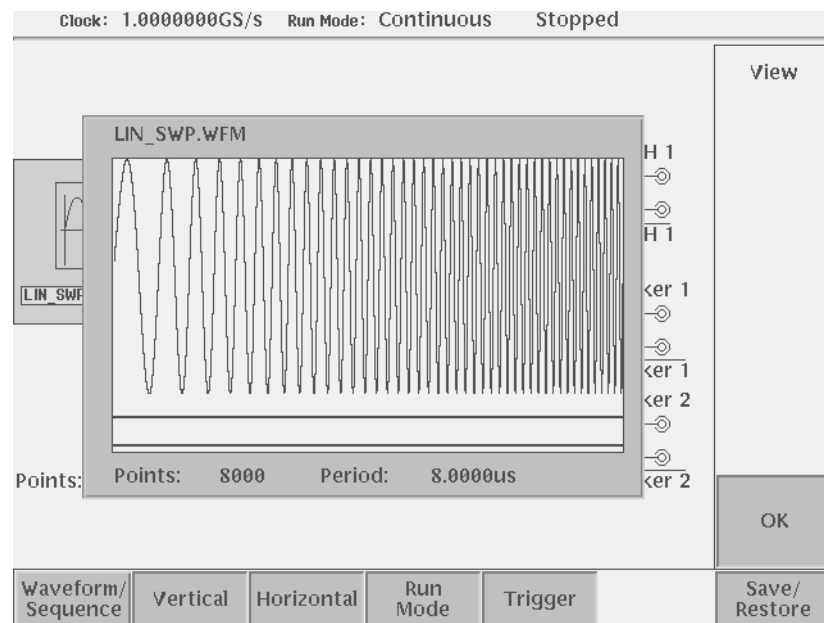 Clock: 1.0000000GS/s Run Mode: Continuous Stopped
View
LIN_SWP.WFM
H 1
H 1
LIN_SWP
ker 1
ker 1
ker 2
Points:
Points: 8000 Period: 8.0000us
ker 2
OK
Waveform/
Sequence
Vertical
Horizontal
Run
Mode
Trigger
Save/
Restore